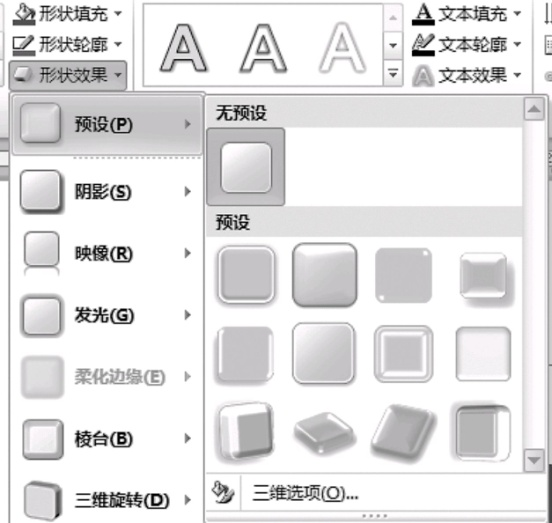 形状填充
形状轮廓
形状效果
A A A
A 文本填充
A 文本轮廓
A 文本效果
预设(P)
阴影(S)
映像(R)
发光(G)
柔化边缘(E)
棱台(B)
三维旋转(D)
无预设
预设
三维选项(O)...